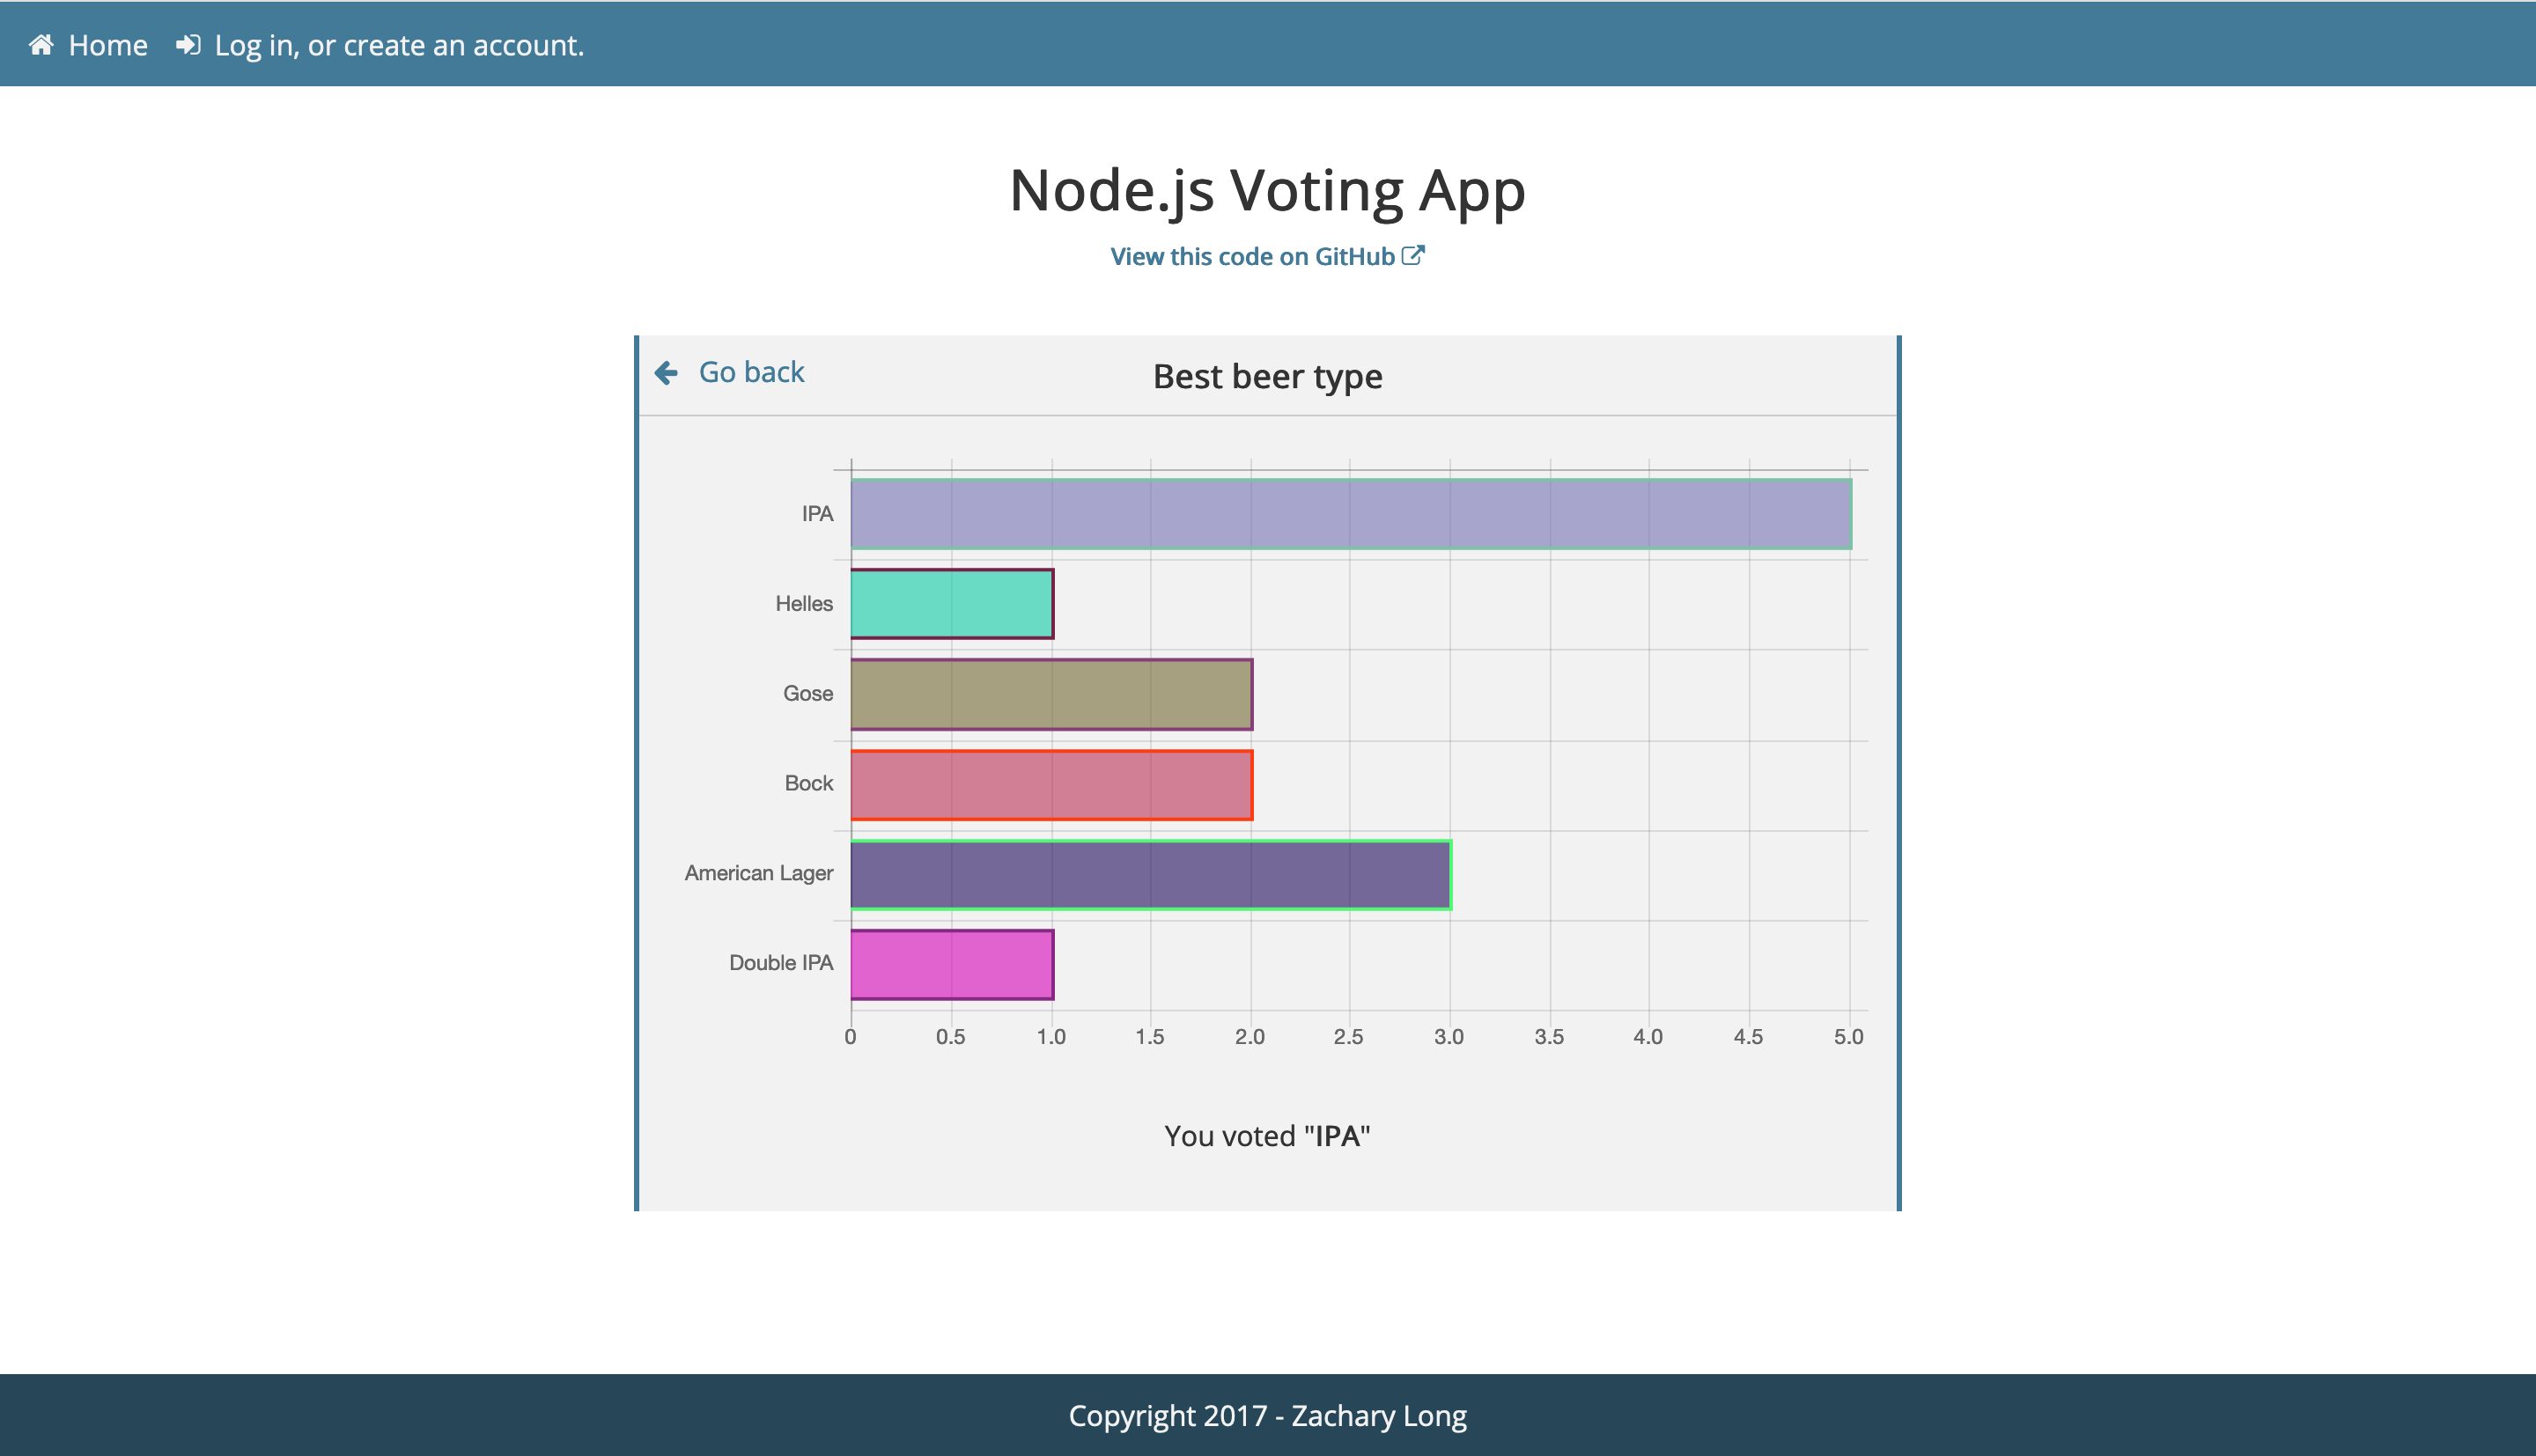 Home Log in, or create an account.
Node.js Voting App
View this code on GitHub
Go back Best beer type
IPA
Helles
Gose
Bock
American Lager
Double IPA
0 0.5 1.0 1.5 2.0 2.5 3.0 3.5 4.0 4.5 5.0
You voted "IPA"
Copyright 2017 - Zachary Long